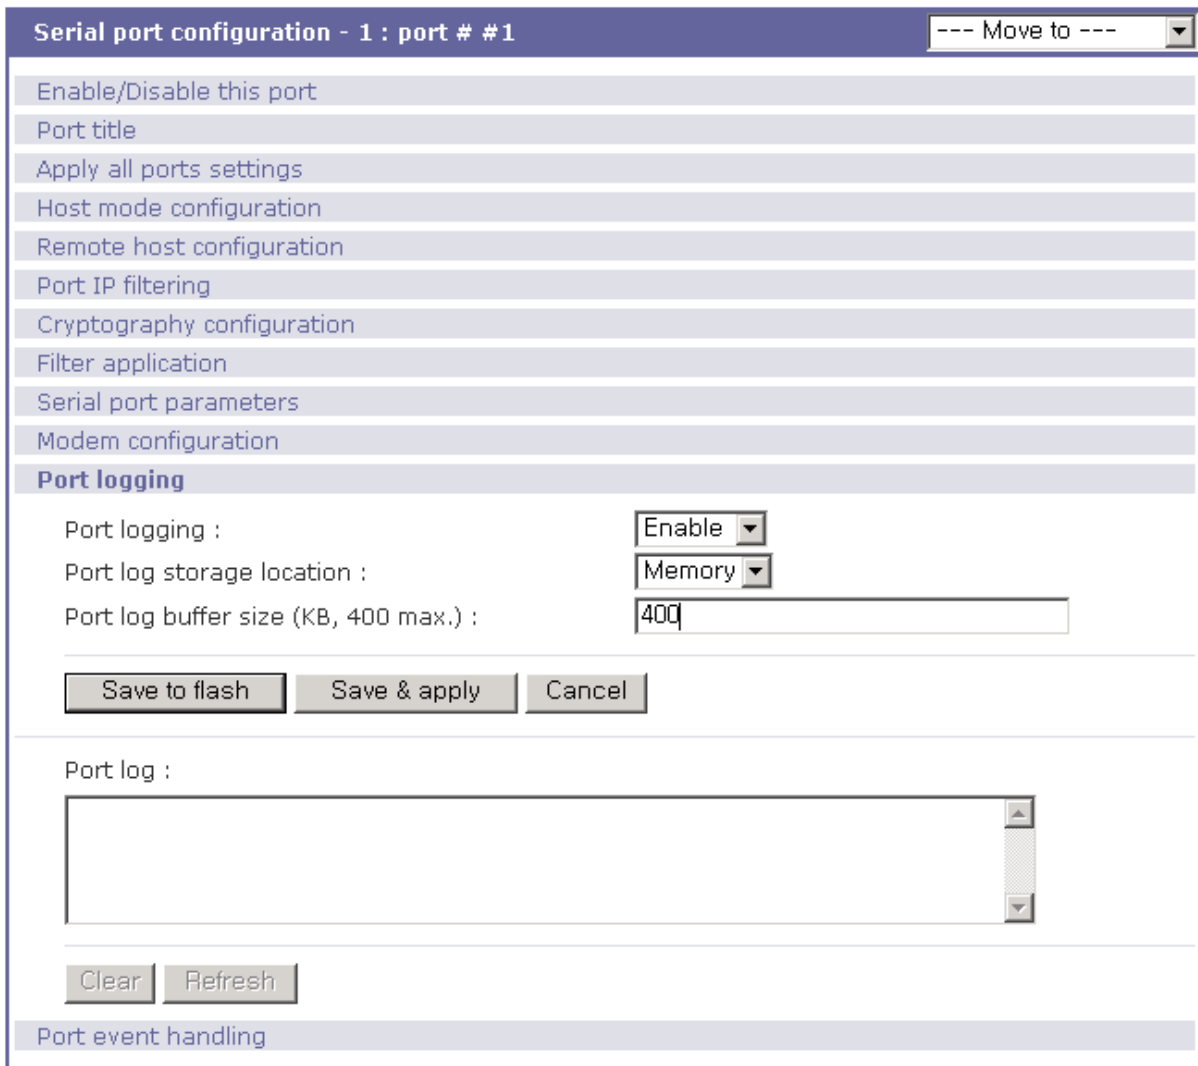 Serial port configuration - 1 : port # #1 --- Move to ---
Enable/Disable this port
Port title
Apply all ports settings
Host mode configuration
Remote host configuration
Port IP filtering
Cryptography configuration
Filter application
Serial port parameters
Modem configuration
Port logging
Port logging : Enable
Port log storage location : Memory
Port log buffer size (KB, 400 max.) : 400
Save to flash Save & apply Cancel
Port log :
Clear Refresh
Port event handling